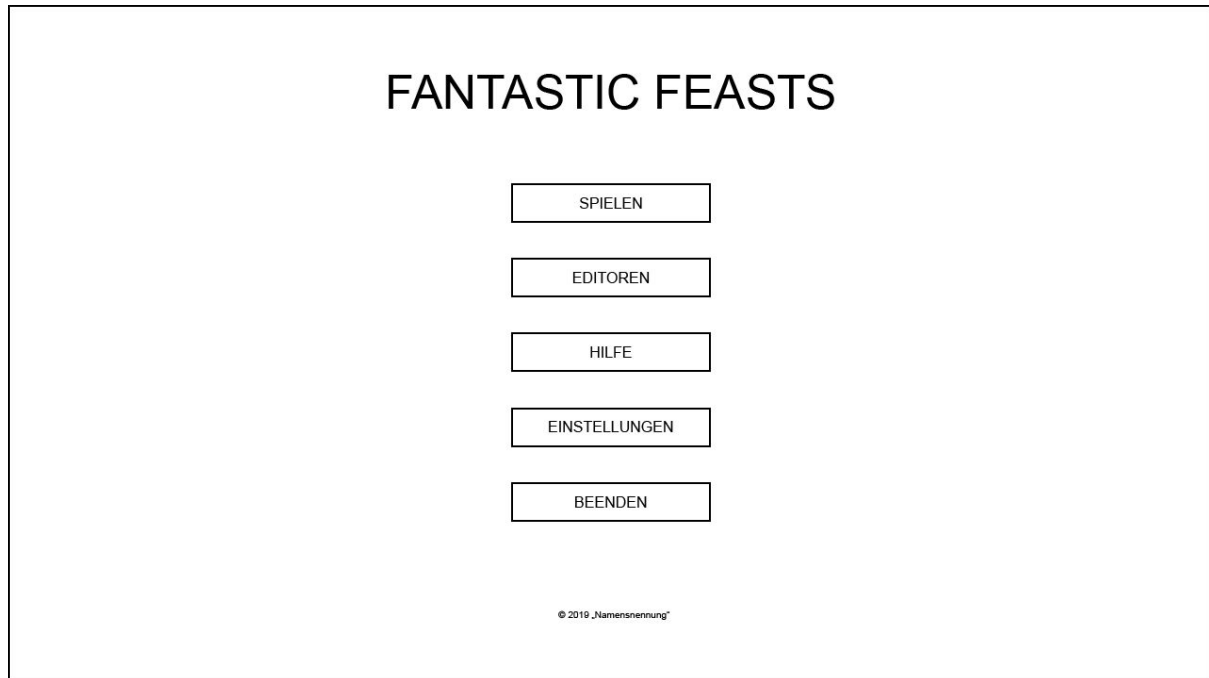 FANTASTIC FEASTS
SPIELEN
EDITOREN
HILFE
EINSTELLUNGEN
BEENDEN
© 2019 „Namensnennung“